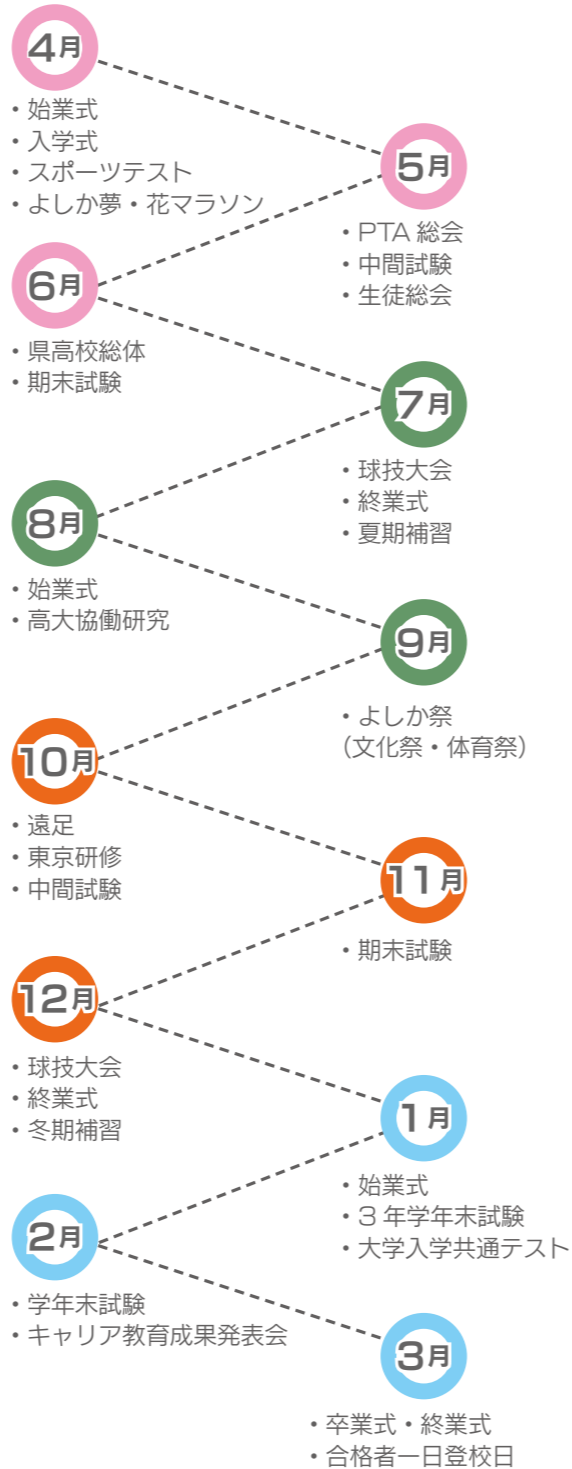 4月
・始業式
・入学式
・スポーツテスト
・よしか夢・花マラソン
5月
・PTA 総会
・中間試験
・生徒総会
6月
・県高校総体
・期末試験
7月
・球技大会
・終業式
・夏期補習
8月
・始業式
・高大協働研究
9月
・よしか祭
（文化祭・体育祭）
10月
・遠足
・東京研修
・中間試験
11月
・期末試験
12月
・球技大会
・終業式
・冬期補習
1月
・始業式
・3 年学年末試験
・大学入学共通テスト
2月
・学年末試験
・キャリア教育成果発表会
3月
・卒業式・終業式
・合格者一日登校日